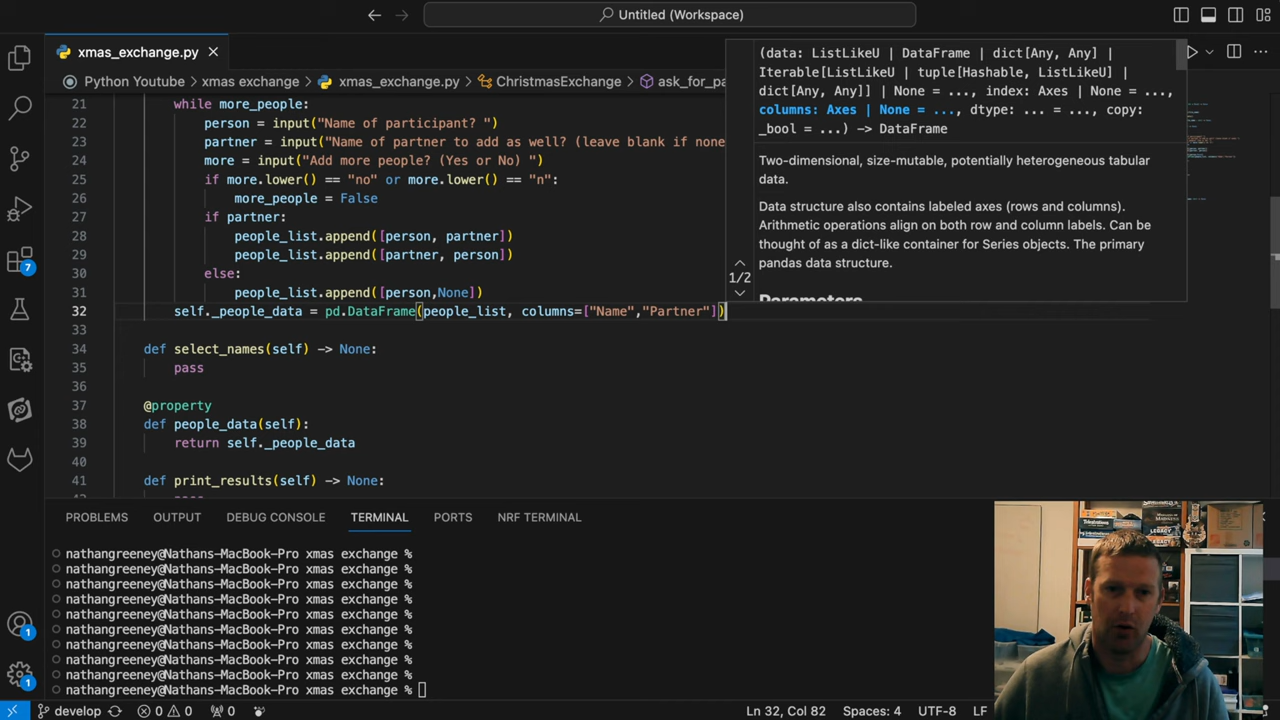 Untitled (Workspace)
xmas_exchange.py
Python Youtube > xmas exchange > xmas_exchange.py > ChristmasExchange > ask_for_pa
21 while more_people:
22 person = input("Name of participant? ")
23 partner = input("Name of partner to add as well? (leave blank if none
24 more = input("Add more people? (Yes or No) ")
25 if more.lower() == "no" or more.lower() == "n":
26 more_people = False
27 if partner:
28 people_list.append([person, partner])
29 people_list.append([partner, person])
30 else:
31 people_list.append([person,None])
32 self._people_data = pd.DataFrame(people_list, columns=["Name","Partner"])
33
34 def select_names(self) -> None:
35 pass
36
37 @property
38 def people_data(self):
39 return self._people_data
40
41 def print_results(self) -> None:
(data: ListLikeU | DataFrame | dict[Any, Any] |
Iterable[ListLikeU | tuple[Hashable, ListLikeU] |
dict[Any, Any]] | None = ..., index: Axes | None = ...,
columns: Axes | None = ..., dtype: ... = ..., copy:
_bool = ...) -> DataFrame
Two-dimensional, size-mutable, potentially heterogeneous tabular
data.
Data structure also contains labeled axes (rows and columns).
Arithmetic operations align on both row and column labels. Can be
thought of as a dict-like container for Series objects. The primary
pandas data structure.
1/2
Parameters
7
PROBLEMS OUTPUT DEBUG CONSOLE TERMINAL PORTS NRF TERMINAL
nathangreeney@Nathans-MacBook-Pro xmas exchange %
nathangreeney@Nathans-MacBook-Pro xmas exchange %
nathangreeney@Nathans-MacBook-Pro xmas exchange %
nathangreeney@Nathans-MacBook-Pro xmas exchange %
nathangreeney@Nathans-MacBook-Pro xmas exchange %
nathangreeney@Nathans-MacBook-Pro xmas exchange %
nathangreeney@Nathans-MacBook-Pro xmas exchange %
nathangreeney@Nathans-MacBook-Pro xmas exchange %
nathangreeney@Nathans-MacBook-Pro xmas exchange %
nathangreeney@Nathans-MacBook-Pro xmas exchange %
1
1
develop 0 0 0 Ln 32, Col 82 Spaces: 4 UTF-8 LF